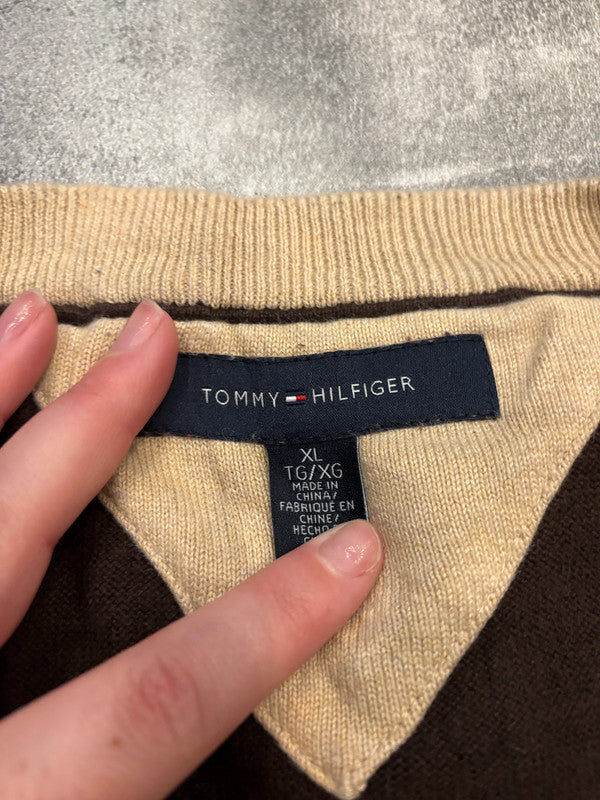 TOMMY HILFIGER
XL
TG/XG
MADE IN
CHINA/
FABRIQUÉ EN
CHINE/
HECHO